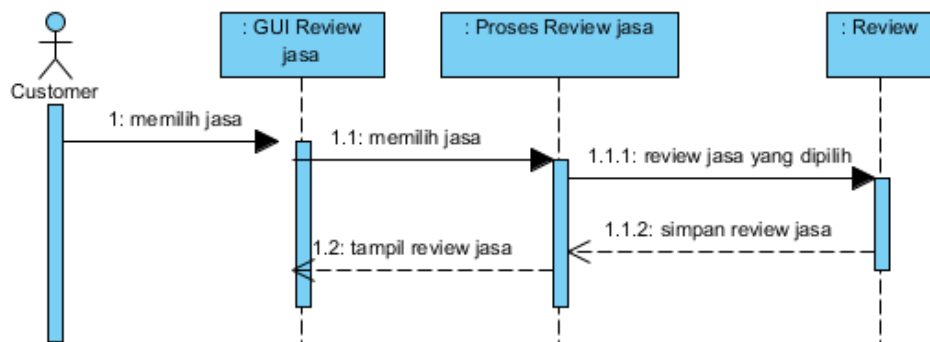 : GUI Review
jasa
: Proses Review jasa
: Review
Customer
1: memilih jasa
1.1: memilih jasa
1.1.1: review jasa yang dipilih
1.1.2: simpan review jasa
1.2: tampil review jasa